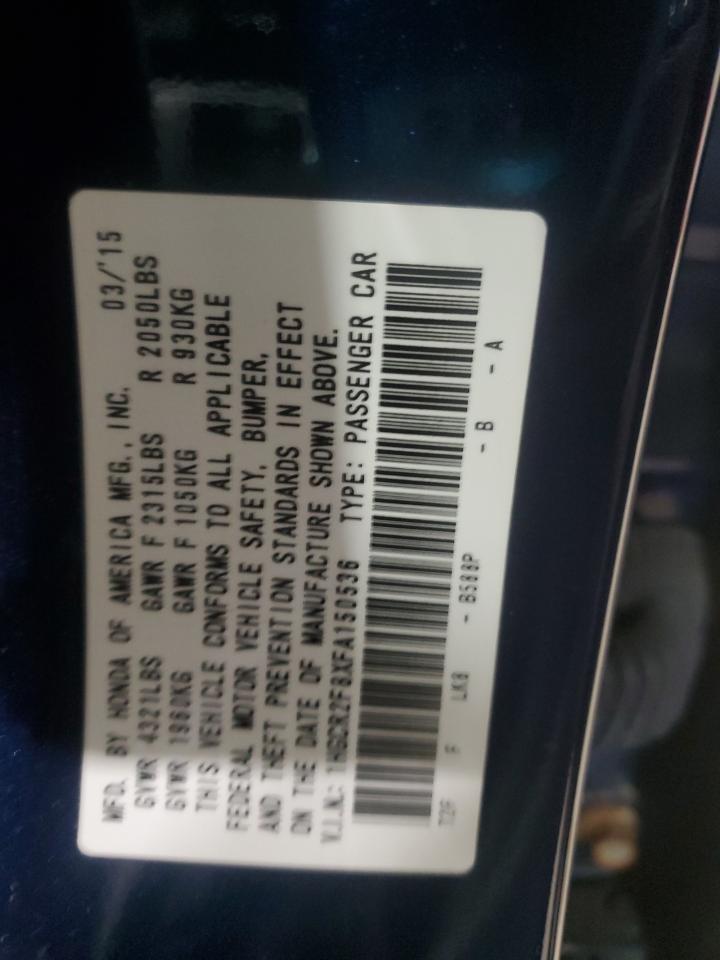 MFD. BY HONDA OF AMERICA MFG., INC. 03/'15
GVWR 4321LBS GAWR F 2315LBS R 2050LBS
GVWR 1960KG GAWR F 1050KG R 930KG
THIS VEHICLE CONFORMS TO ALL APPLICABLE
FEDERAL MOTOR VEHICLE SAFETY, BUMPER,
AND THEFT PREVENTION STANDARDS IN EFFECT
ON THE DATE OF MANUFACTURE SHOWN ABOVE.
V.I.N.: 1HGCR2F8XFA150536 TYPE: PASSENGER CAR
T2G F LK0 - B588P - B - A